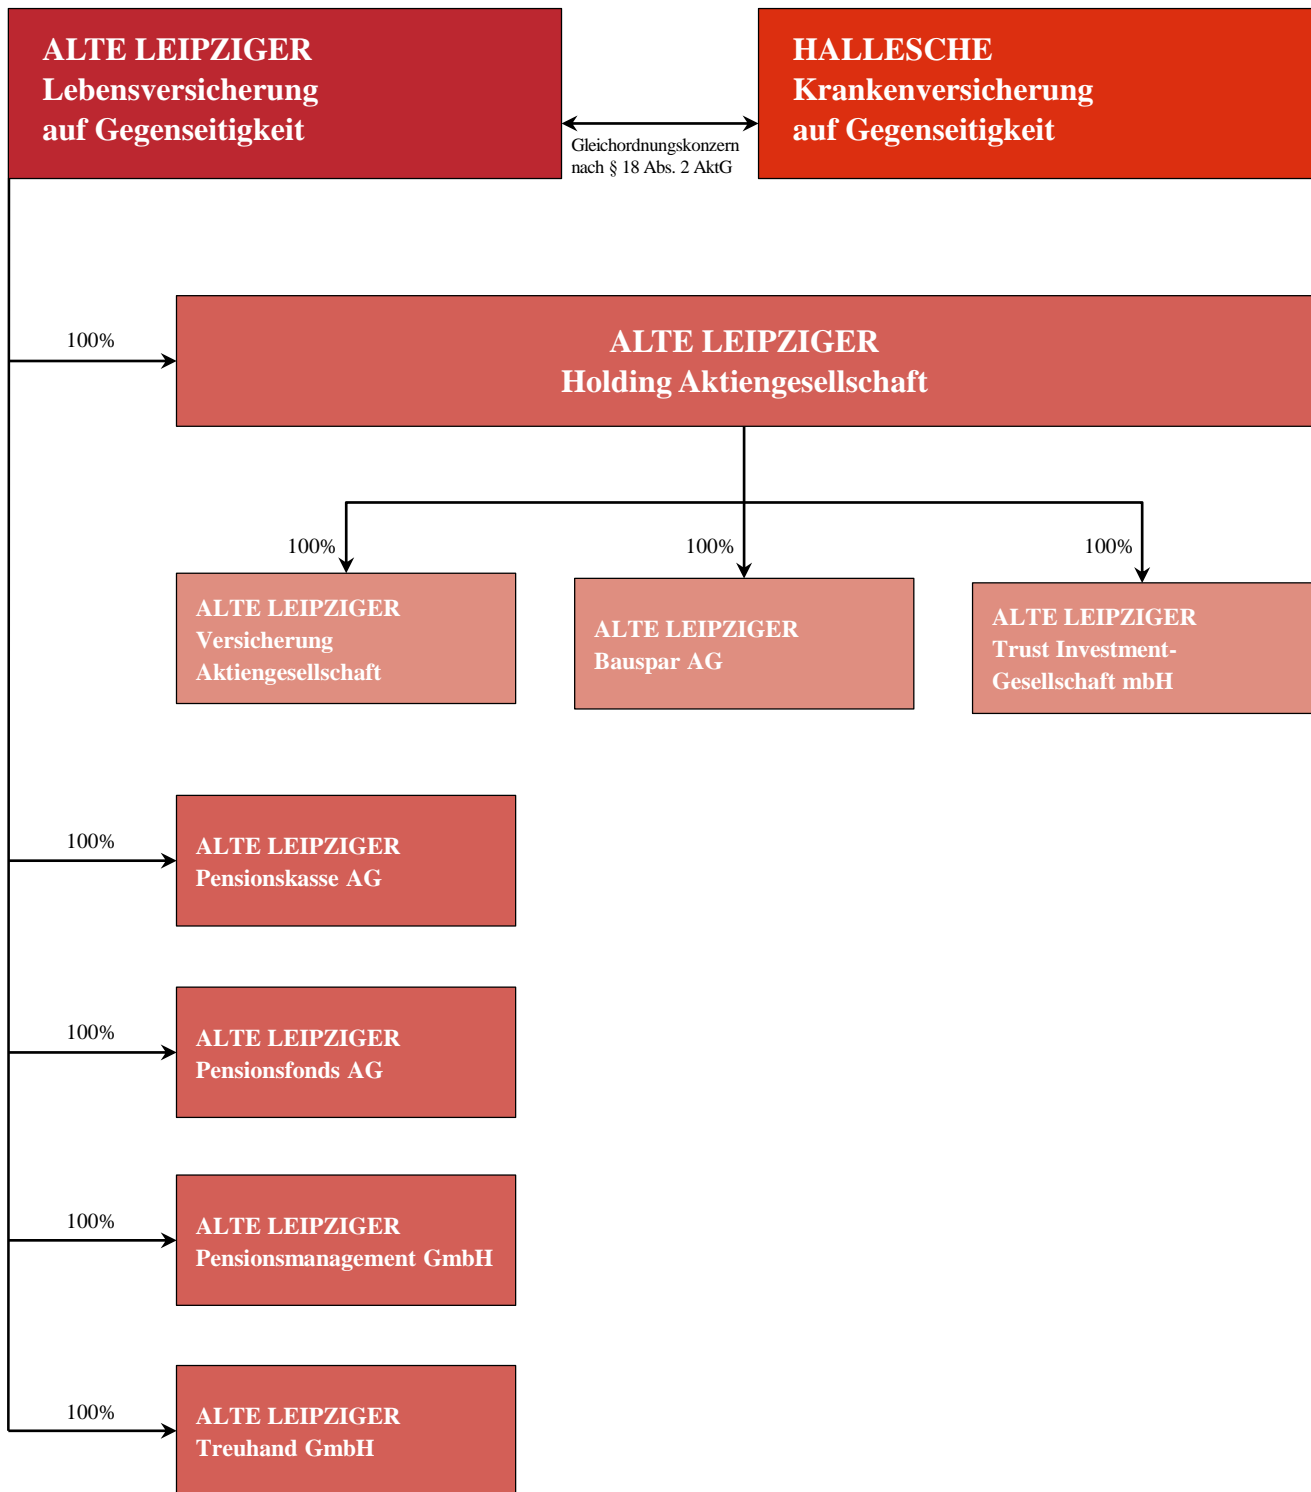 ALTE LEIPZIGER
Lebensversicherung
auf Gegenseitigkeit
Gleichordnungskonzern
nach § 18 Abs. 2 AktG
HALLESCHE
Krankenversicherung
auf Gegenseitigkeit
100%
ALTE LEIPZIGER
Holding Aktiengesellschaft
100%
100%
100%
ALTE LEIPZIGER
Versicherung
Aktiengesellschaft
ALTE LEIPZIGER
Bauspar AG
ALTE LEIPZIGER
Trust Investment-
Gesellschaft mbH
100%
ALTE LEIPZIGER
Pensionskasse AG
100%
ALTE LEIPZIGER
Pensionsfonds AG
100%
ALTE LEIPZIGER
Pensionsmanagement GmbH
100%
ALTE LEIPZIGER
Treuhand GmbH